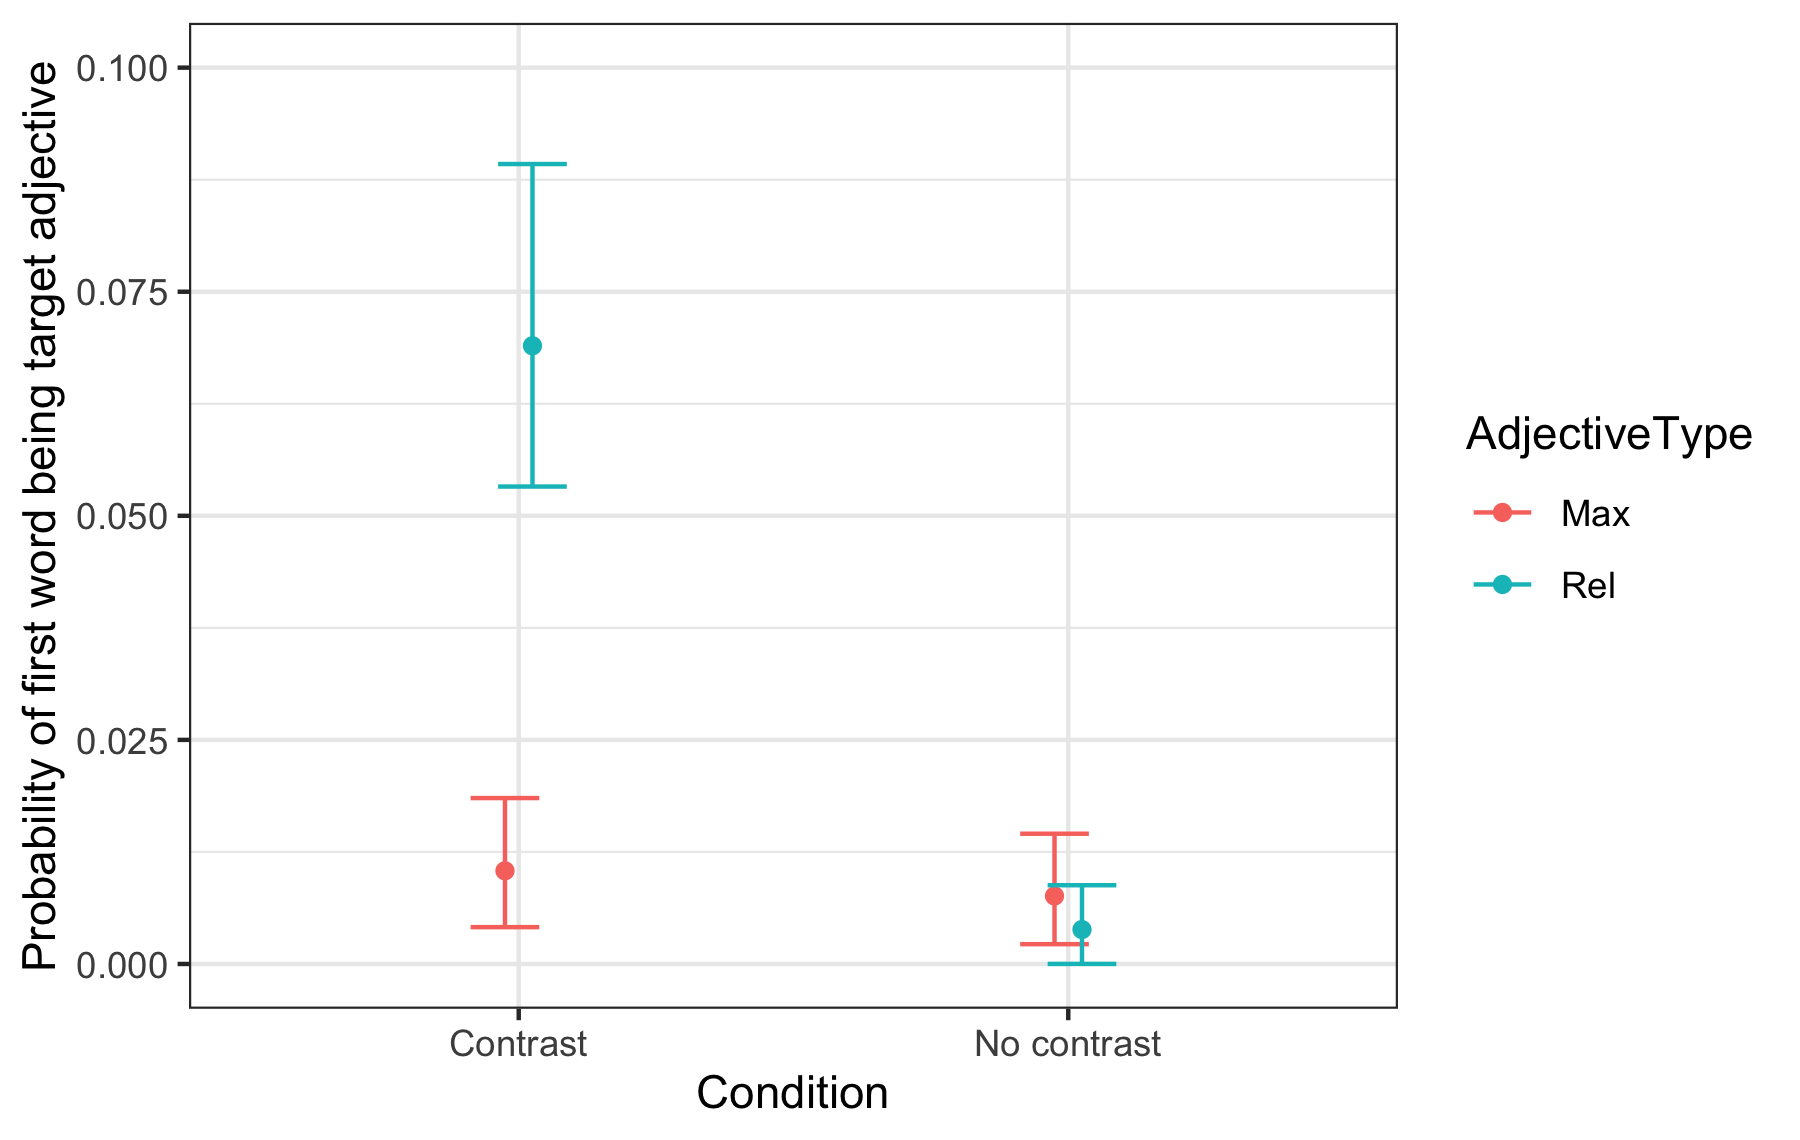 Probability of first word being target adjective
0.100
0.075
0.050
0.025
0.000
Contrast
No contrast
Condition
AdjectiveType
Max
Rel